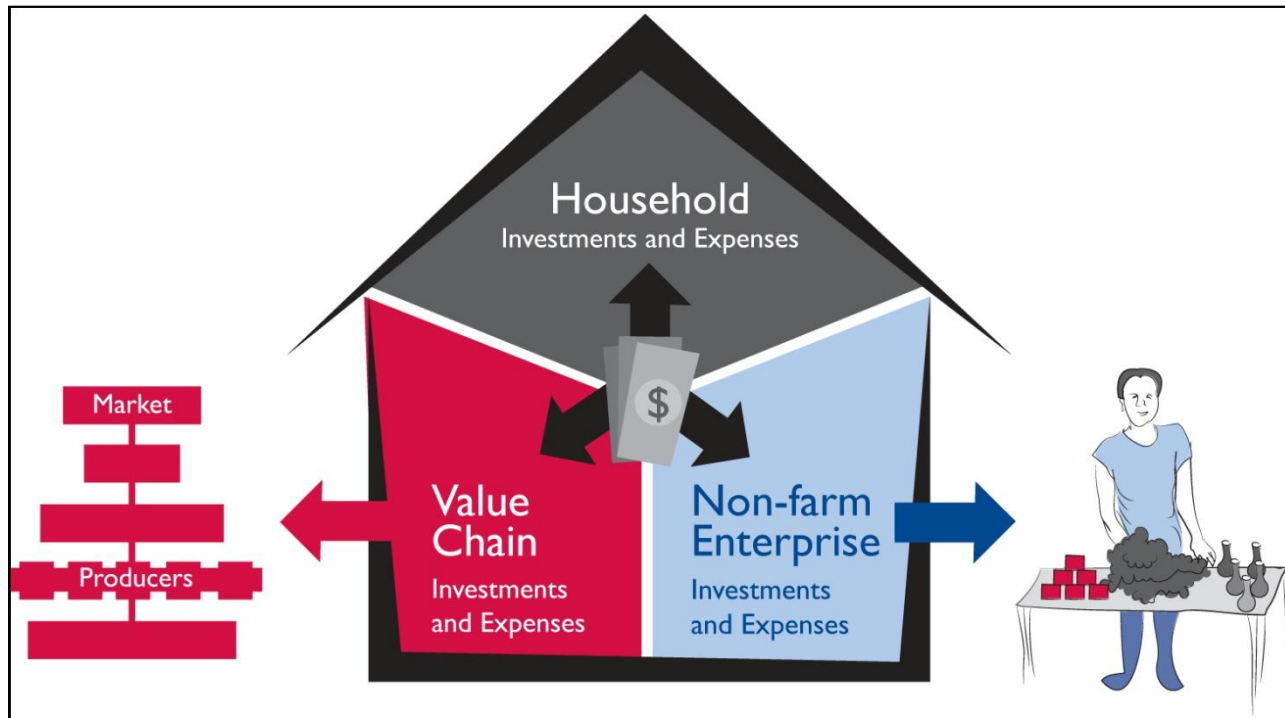 Household
Investments and Expenses
$
Market
Producers
Value
Chain
Investments
and Expenses
Non-farm
Enterprise
Investments
and Expenses